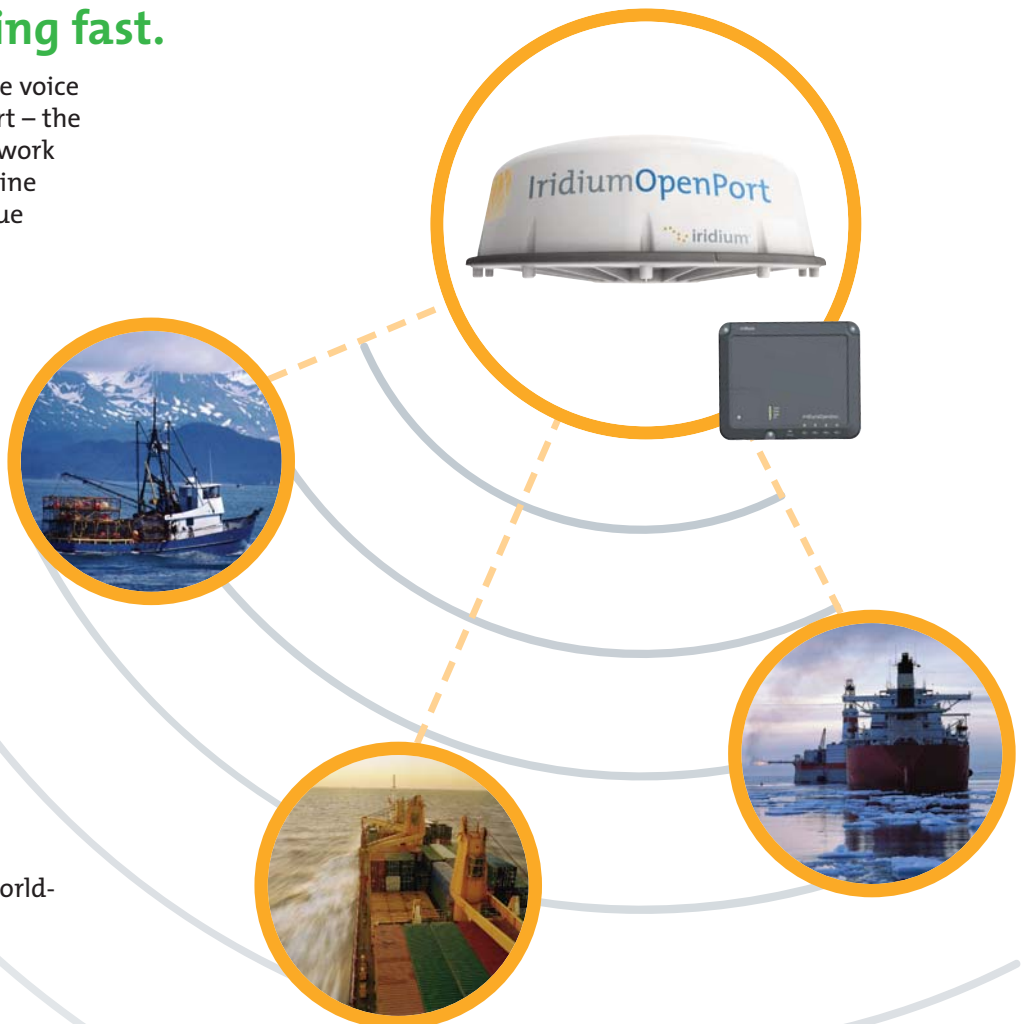 ing fast.
e voice
rt – the
work
ine
ue
IridiumOpenPort
iridium
orld-